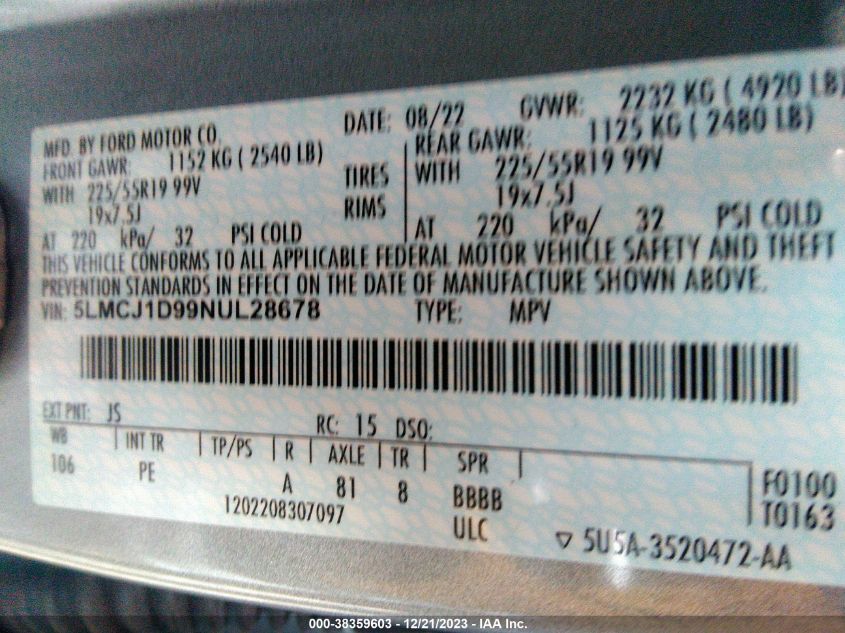 MFD. BY FORD MOTOR CO. DATE: 08/22 GVWR: 2232 KG ( 4920 LB)
FRONT GAWR: 1152 KG ( 2540 LB) REAR GAWR: 1125 KG ( 2480 LB)
WITH 225/55R19 99V TIRES WITH 225/55R19 99V
19x7.5J RIMS 19x7.5J
AT 220 kPa/ 32 PSI COLD AT 220 kPa/ 32 PSI COLD
THIS VEHICLE CONFORMS TO ALL APPLICABLE FEDERAL MOTOR VEHICLE SAFETY AND THEFT
PREVENTION STANDARDS IN EFFECT ON THE DATE OF MANUFACTURE SHOWN ABOVE.
VIN: 5LMCJ1D99NUL28678 TYPE: MPV
EXT PNT: JS RC: 15 DSO:
WB INT TR TP/PS R AXLE TR SPR
106 PE A 81 8 BBBB F0100
1202208307097 ULC T0163
▽ 5U5A-3520472-AA
000-38359603 - 12/21/2023 - IAA Inc.